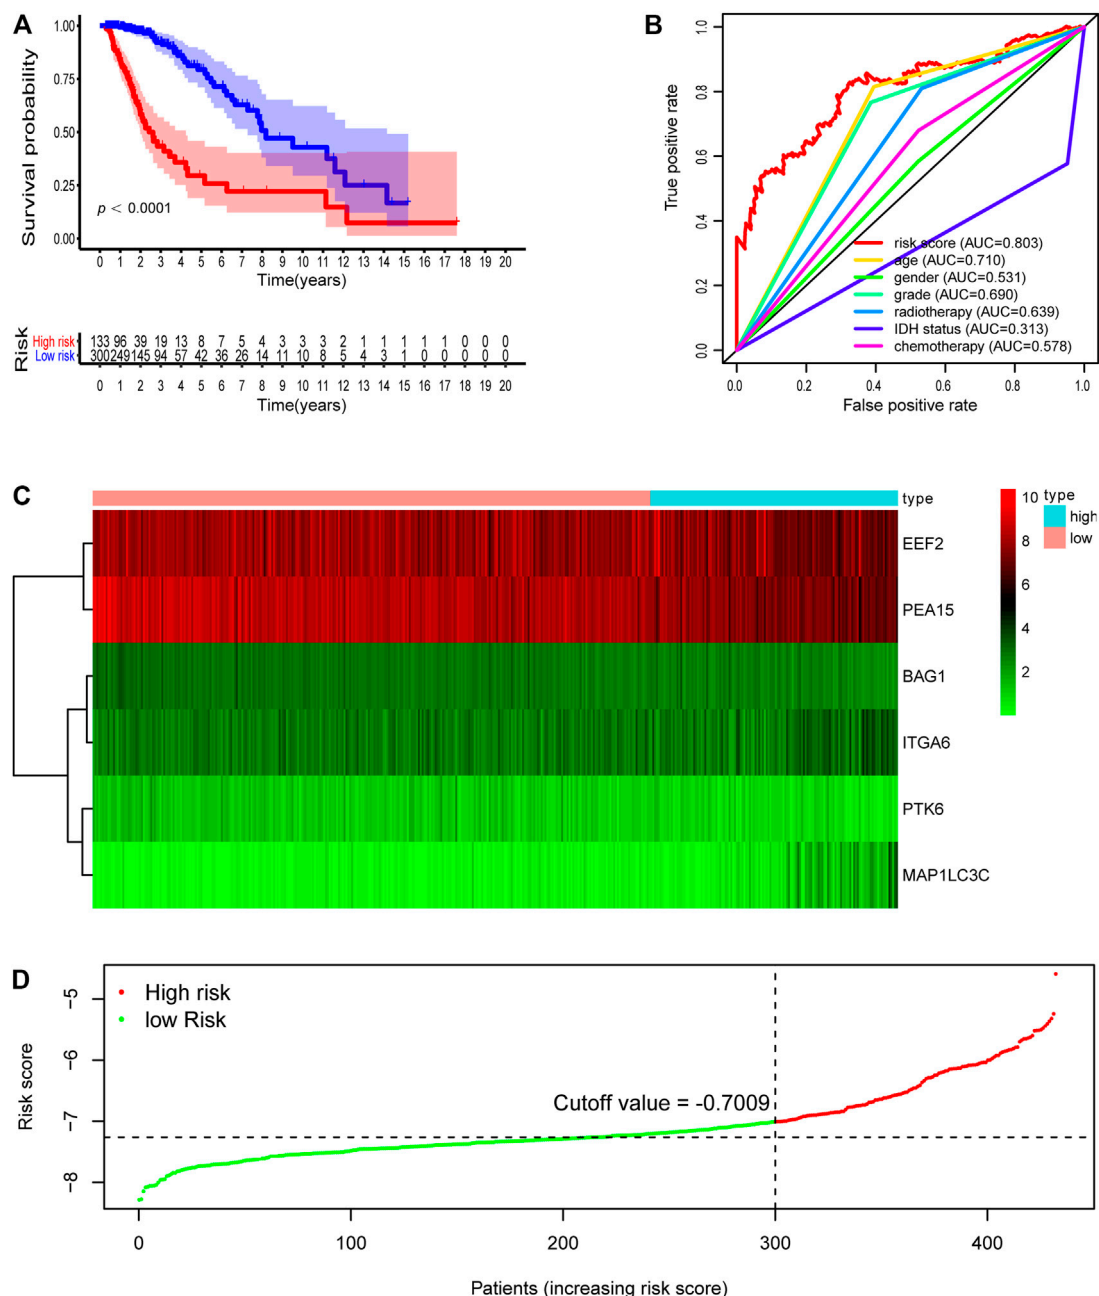 A
Survival probability
1.00
0.75
0.50
0.25
0.00
p < 0.0001
0 1 2 3 4 5 6 7 8 9 10 11 12 13 14 15 16 17 18 19 20
Time(years)
Risk
High risk 133 96 39 19 13 8 7 5 4 3 3 3 2 1 1 1 1 1 0 0 0
Low risk 300 249 145 94 57 42 36 26 14 11 10 8 5 4 3 1 0 0 0 0 0
0 1 2 3 4 5 6 7 8 9 10 11 12 13 14 15 16 17 18 19 20
Time(years)
B
True positive rate
1.0
0.8
0.6
0.4
0.2
0.0
risk score (AUC=0.803)
age (AUC=0.710)
gender (AUC=0.531)
grade (AUC=0.690)
radiotherapy (AUC=0.639)
IDH status (AUC=0.313)
chemotherapy (AUC=0.578)
0.0 0.2 0.4 0.6 0.8 1.0
False positive rate
C
type
EEF2
PEA15
BAG1
ITGA6
PTK6
MAP1LC3C
10
8
6
4
2
type
high
low
D
Risk score
-5
-6
-7
-8
High risk
low Risk
Cutoff value = -0.7009
0 100 200 300 400
Patients (increasing risk score)